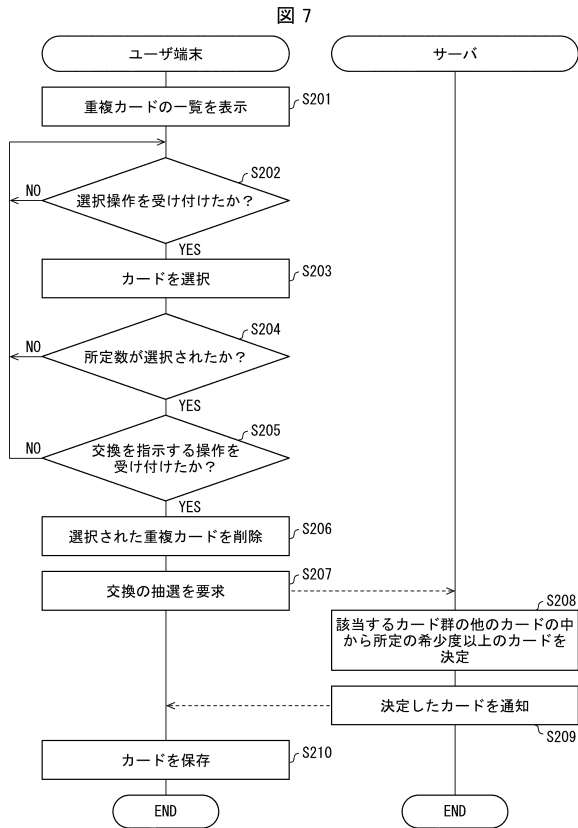 図 7
ユーザ端末
サーバ
重複カードの一覧を表示
S201
選択操作を受け付けたか？
S202
NO
YES
カードを選択
S203
所定数が選択されたか？
S204
NO
YES
交換を指示する操作を
受け付けたか？
S205
NO
YES
選択された重複カードを削除
S206
交換の抽選を要求
S207
S208
該当するカード群の他のカードの中
から所定の希少度以上のカードを
決定
決定したカードを通知
S209
カードを保存
S210
END
END